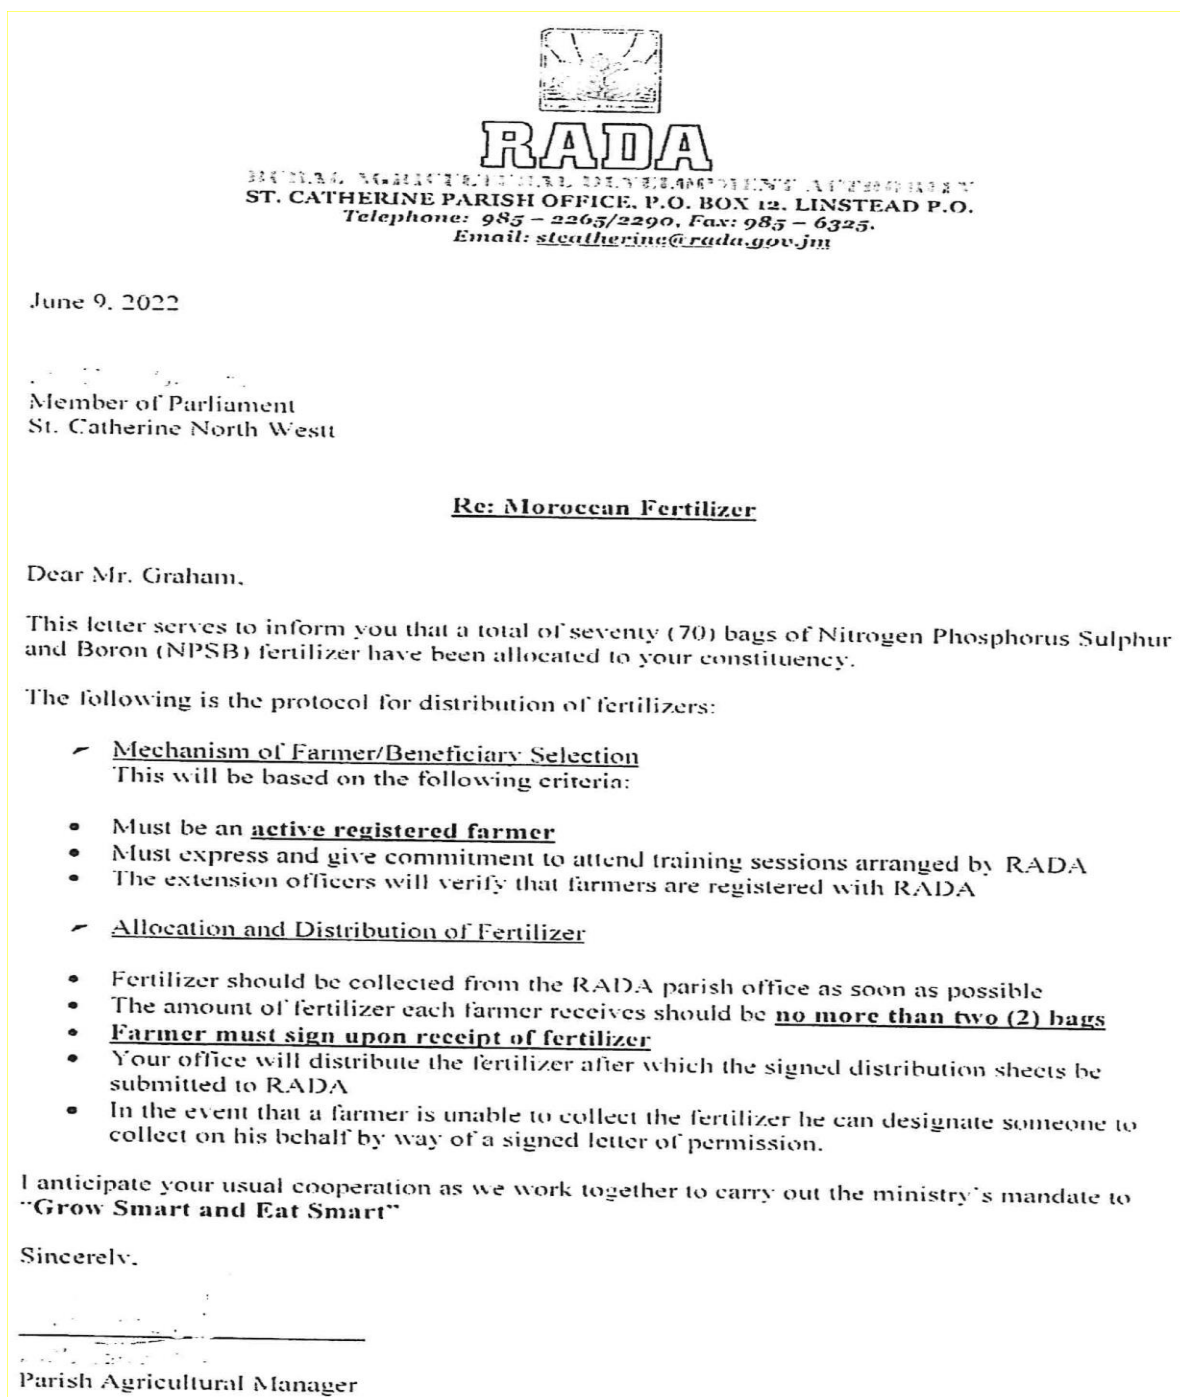 RADA
RURAL AGRICULTURAL DEVELOPMENT AUTHORITY
ST. CATHERINE PARISH OFFICE, P.O. BOX 12. LINSTEAD P.O.
Telephone: 985 – 2265/2290, Fax: 985 – 6325.
Email: stcatherine@rada.gov.jm
June 9, 2022
Member of Parliament
St. Catherine North Westt
Re: Moroccan Fertilizer
Dear Mr. Graham,
This letter serves to inform you that a total of seventy (70) bags of Nitrogen Phosphorus Sulphur
and Boron (NPSB) fertilizer have been allocated to your constituency.
The following is the protocol for distribution of fertilizers:
➢ Mechanism of Farmer/Beneficiary Selection
This will be based on the following criteria:
• Must be an active registered farmer
• Must express and give commitment to attend training sessions arranged by RADA
• The extension officers will verify that farmers are registered with RADA
➢ Allocation and Distribution of Fertilizer
• Fertilizer should be collected from the RADA parish office as soon as possible
• The amount of fertilizer each farmer receives should be no more than two (2) bags
• Farmer must sign upon receipt of fertilizer
• Your office will distribute the fertilizer after which the signed distribution sheets be
submitted to RADA
• In the event that a farmer is unable to collect the fertilizer he can designate someone to
collect on his behalf by way of a signed letter of permission.
I anticipate your usual cooperation as we work together to carry out the ministry's mandate to
"Grow Smart and Eat Smart"
Sincerely,
Parish Agricultural Manager